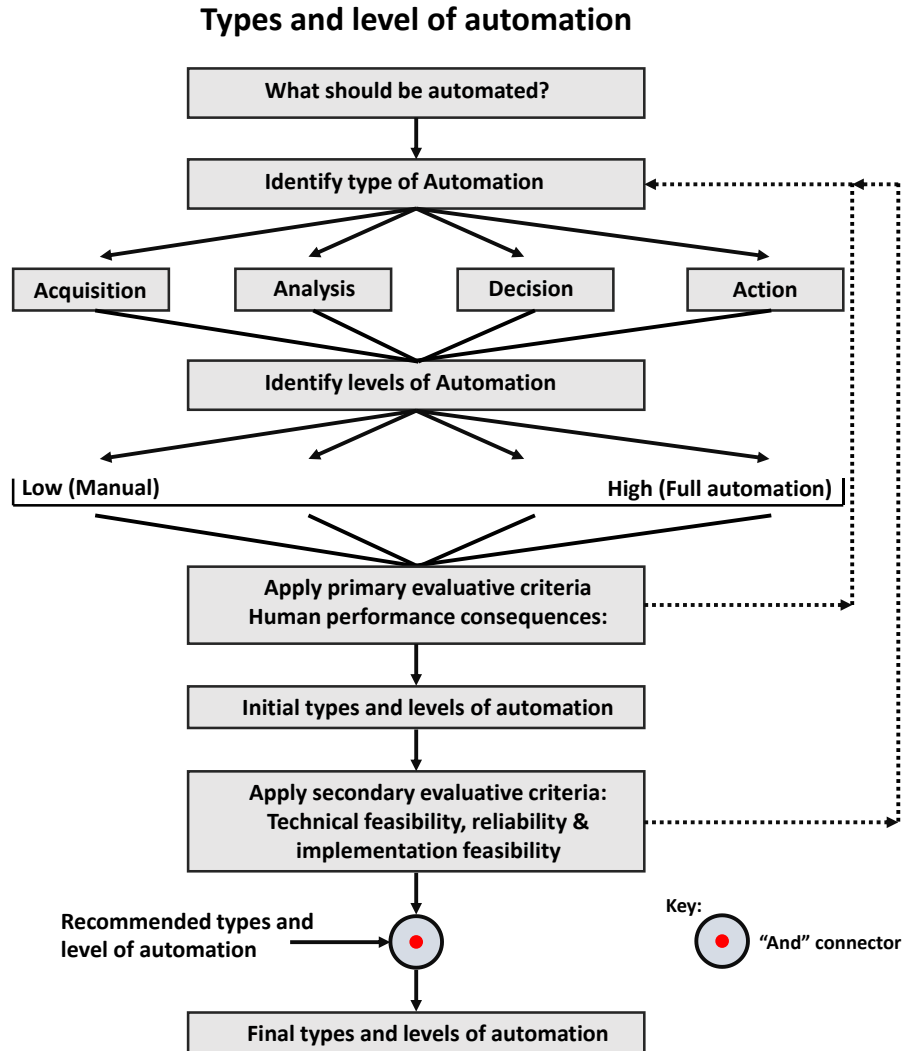 Types and level of automation
What should be automated?
Identify type of Automation
Acquisition
Analysis
Decision
Action
Identify levels of Automation
Low (Manual)
High (Full automation)
Apply primary evaluative criteria
Human performance consequences:
Initial types and levels of automation
Apply secondary evaluative criteria:
Technical feasibility, reliability &
implementation feasibility
Recommended types and
level of automation
Key:
“And” connector
Final types and levels of automation